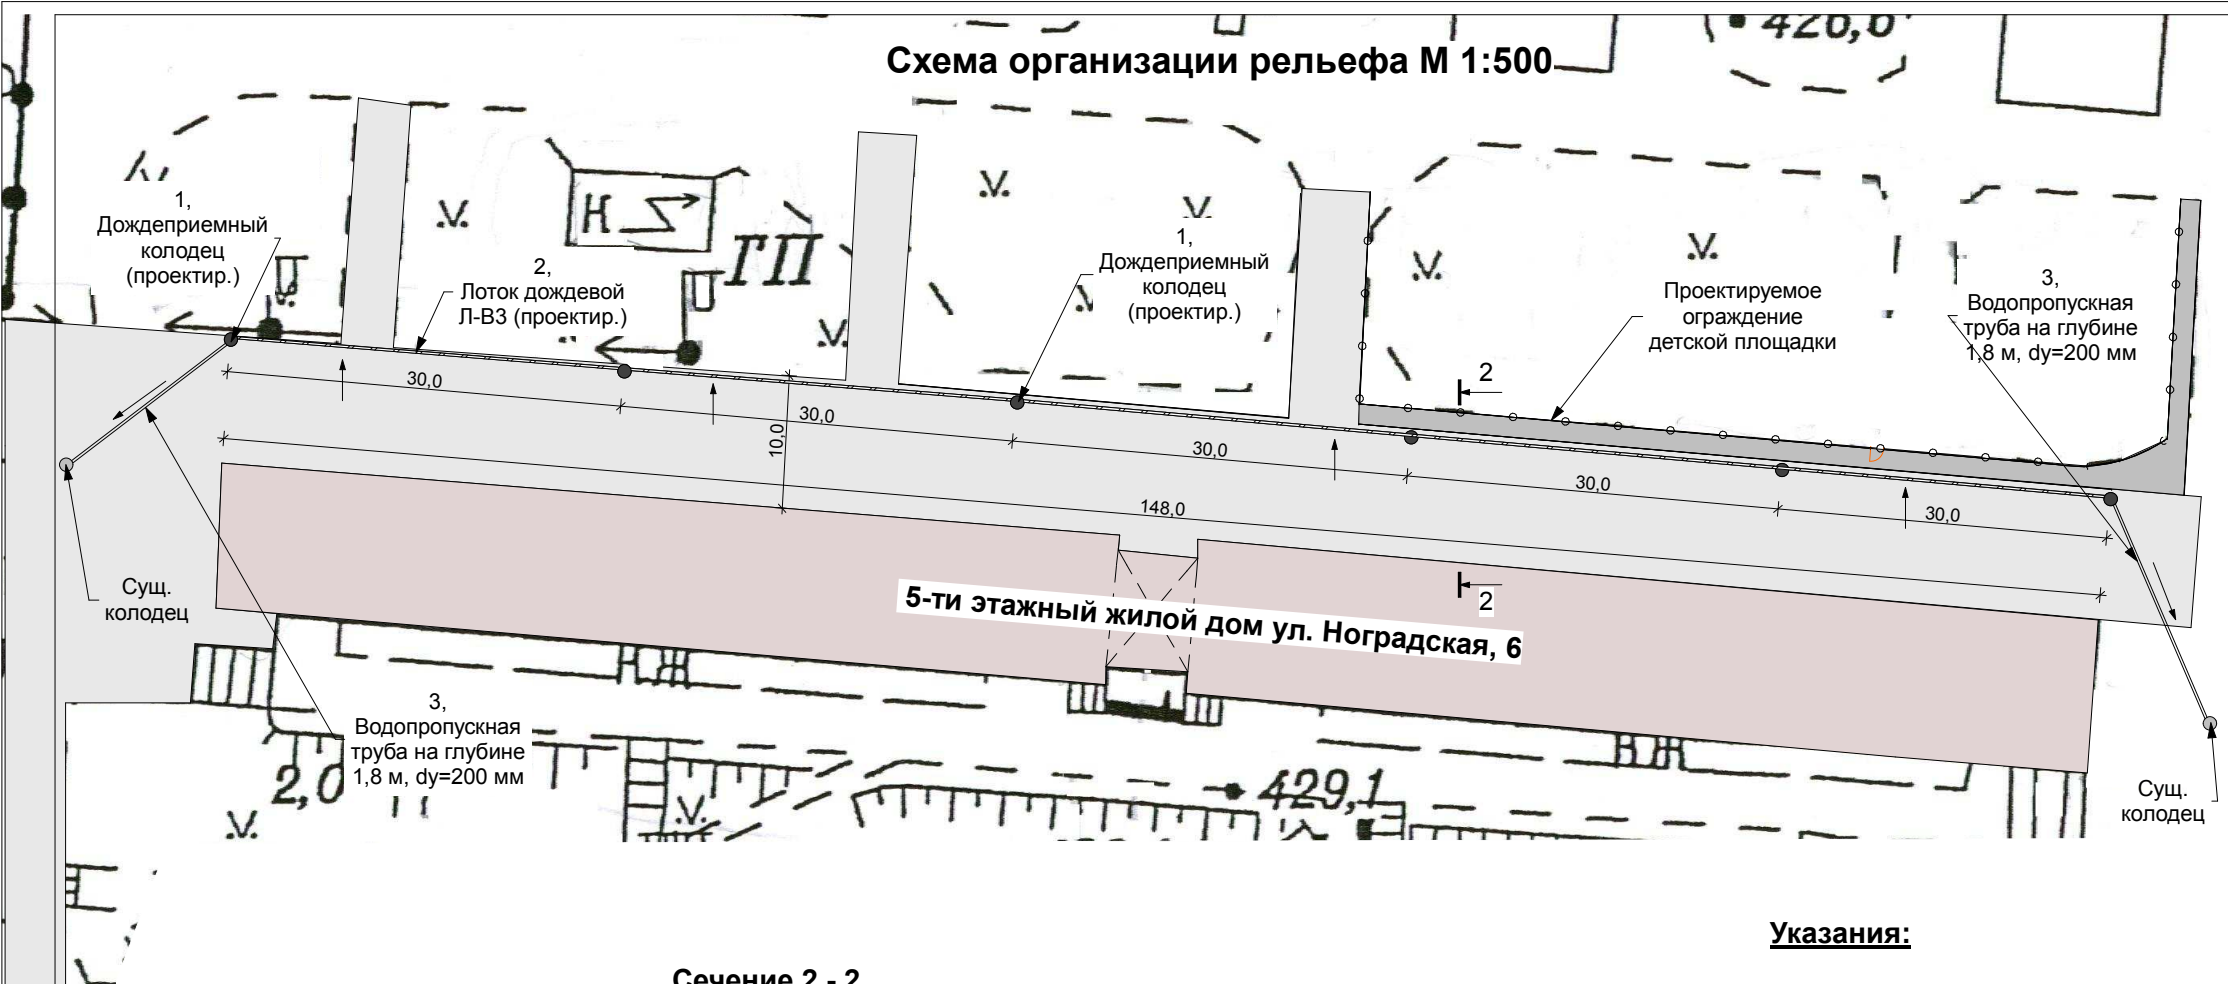 426,6
Схема организации рельефа М 1:500
1,
Дождеприемный
колодец
(проектир.)
2,
Лоток дождевой
Л-В3 (проектир.)
Н
ТП
1,
Дождеприемный
колодец
(проектир.)
Проектируемое
ограждение
детской площадки
3,
Водопропускная
труба на глубине
1,8 м, dy=200 мм
2
30,0
30,0
10,0
30,0
30,0
30,0
148,0
2
Сущ.
колодец
5-ти этажный жилой дом ул. Ноградская, 6
3,
Водопропускная
труба на глубине
1,8 м, dy=200 мм
2,0
Н
Н
429,1
Сущ.
колодец
Указания:
Сечение 2 - 2